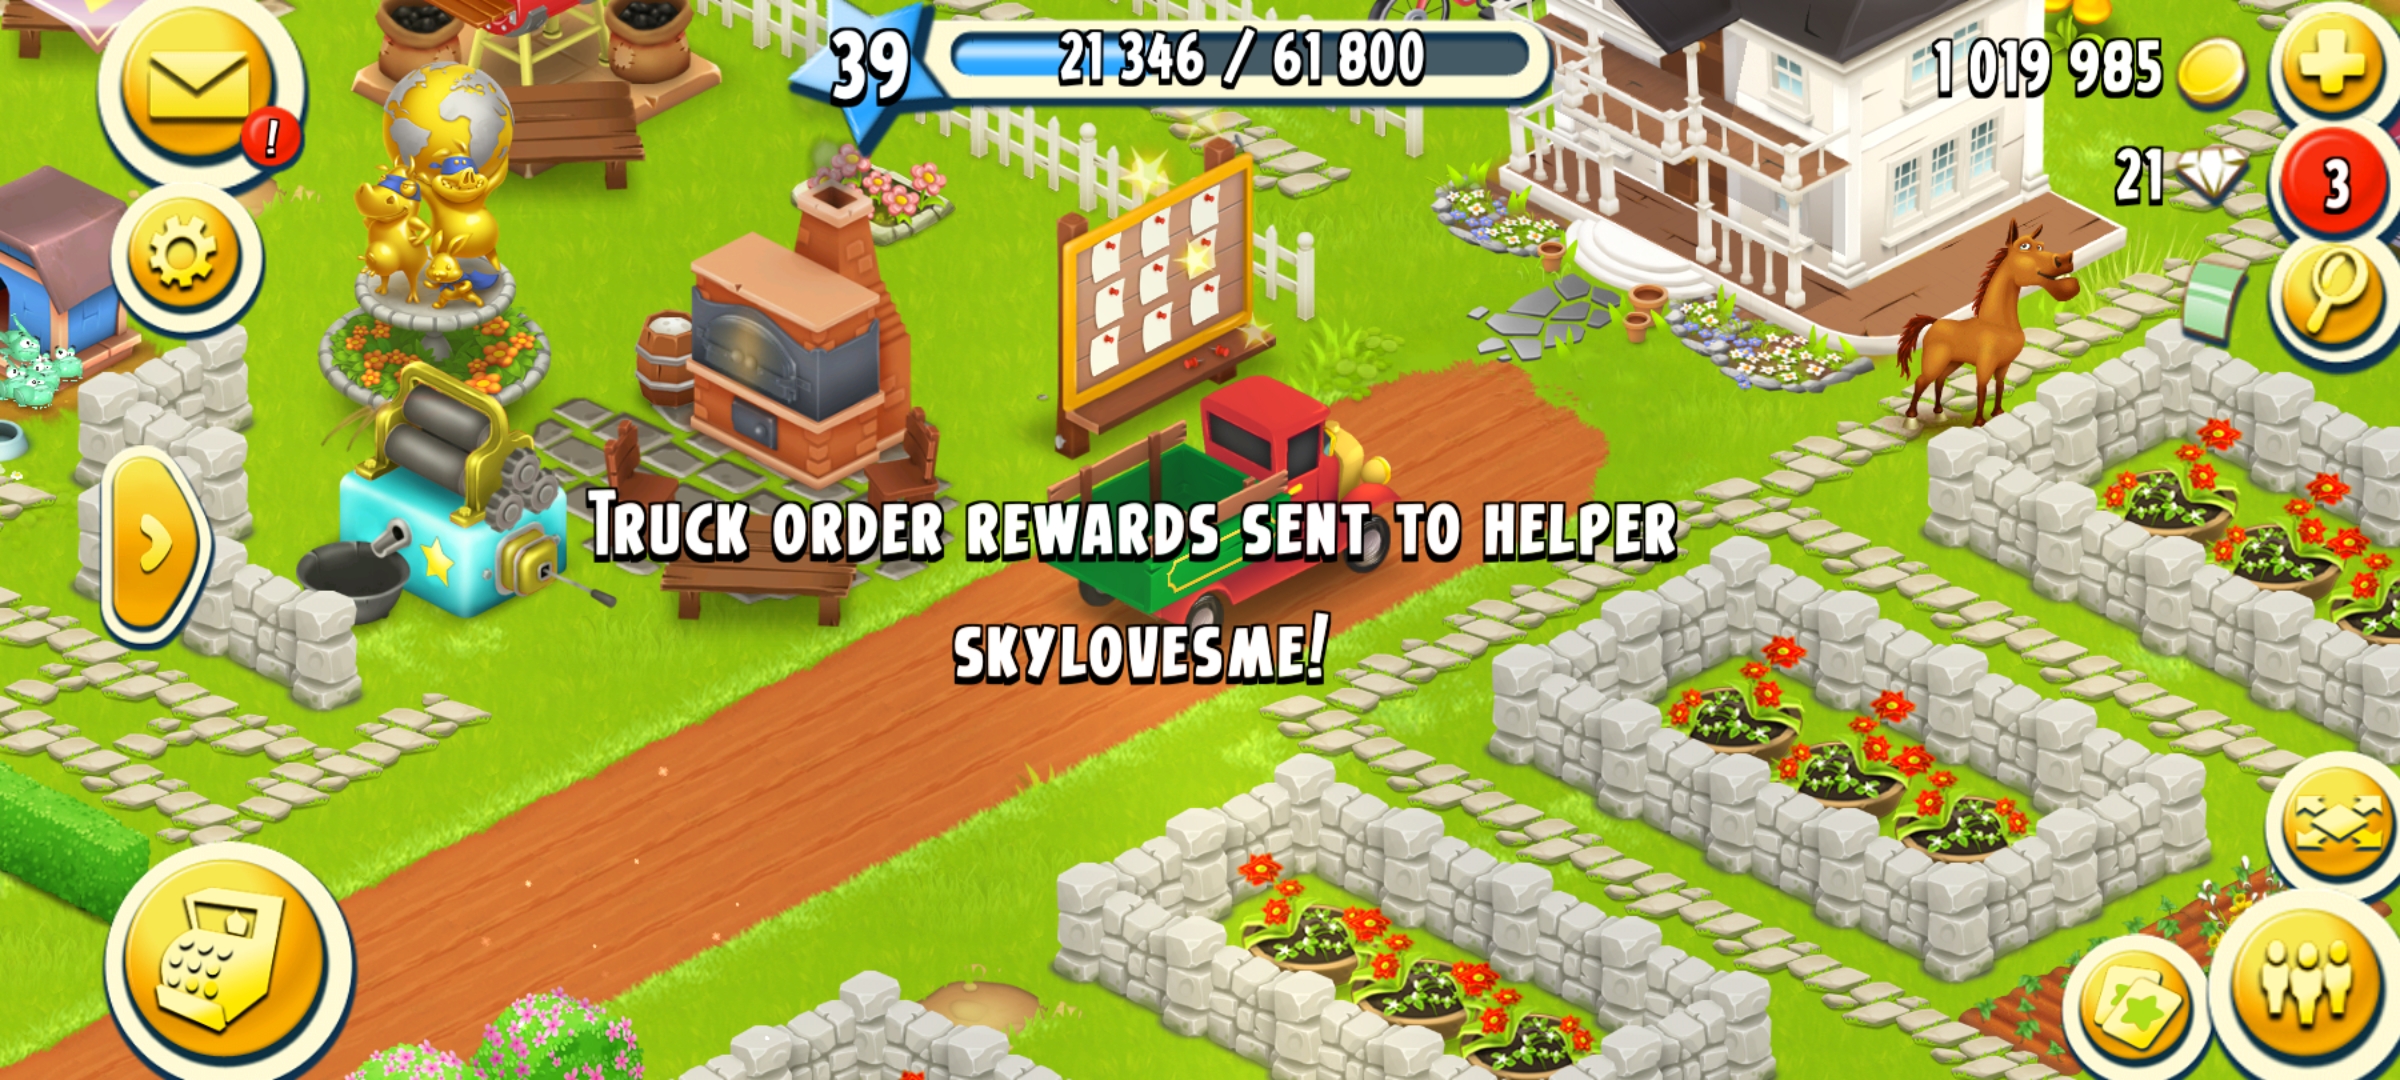 39
21 346 / 61 800
1 019 985
!
21
3
TRUCK ORDER REWARDS SENT TO HELPER
SKYLOVESME!